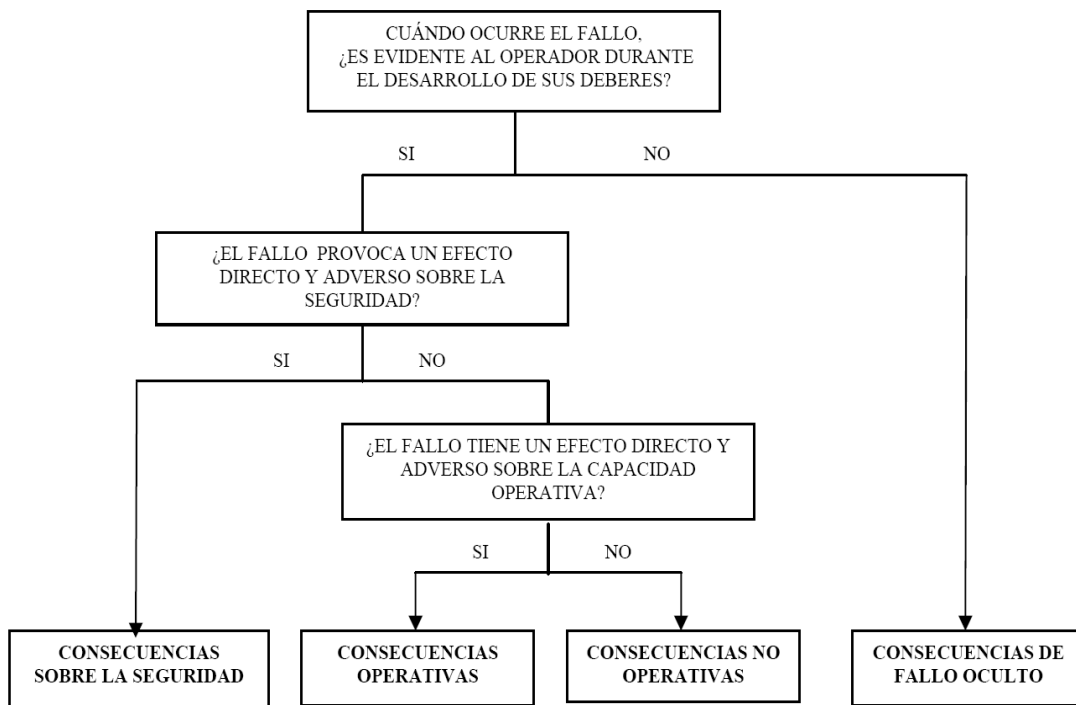 CUÁNDO OCURRE EL FALLO,
¿ES EVIDENTE AL OPERADOR DURANTE
EL DESARROLLO DE SUS DEBERES?
SI
NO
¿EL FALLO PROVOCA UN EFECTO
DIRECTO Y ADVERSO SOBRE LA
SEGURIDAD?
SI
NO
¿EL FALLO TIENE UN EFECTO DIRECTO Y
ADVERSO SOBRE LA CAPACIDAD
OPERATIVA?
SI
NO
CONSECUENCIAS
SOBRE LA SEGURIDAD
CONSECUENCIAS
OPERATIVAS
CONSECUENCIAS NO
OPERATIVAS
CONSECUENCIAS DE
FALLO OCULTO